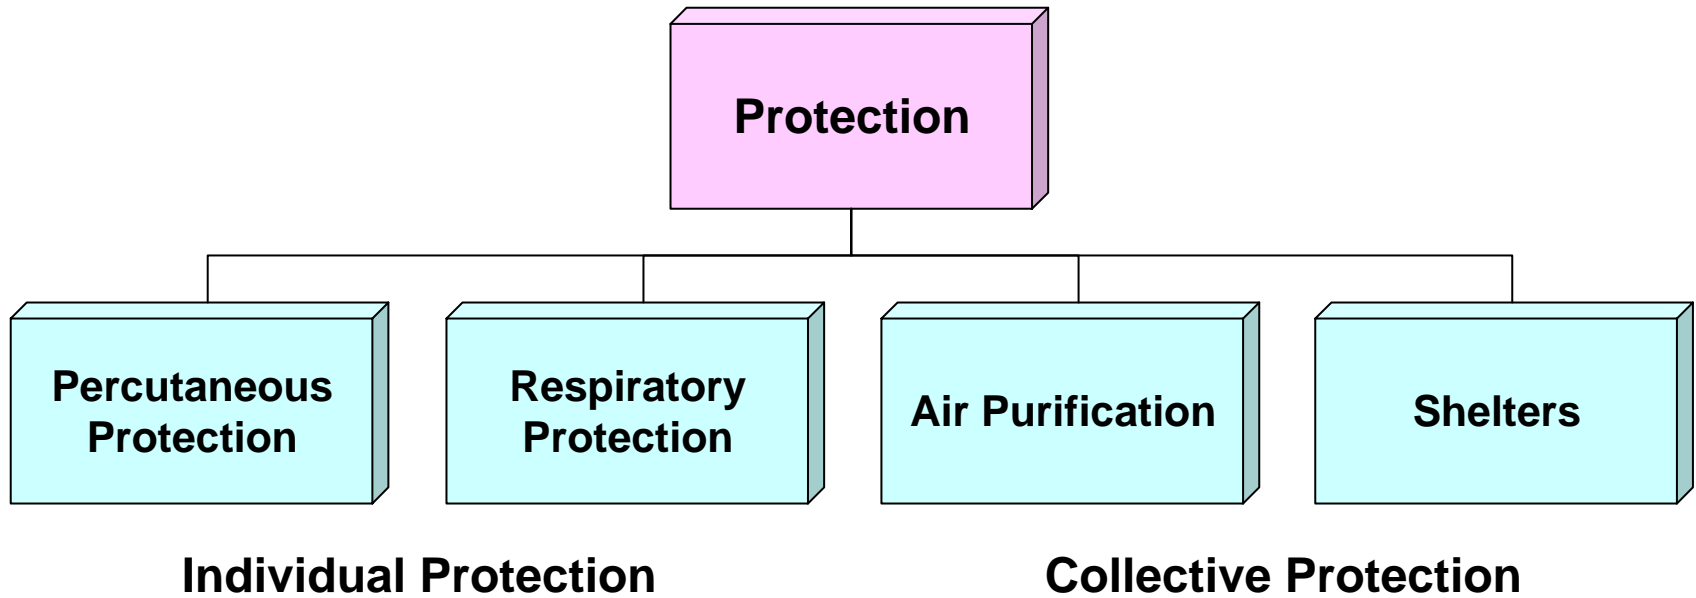 Protection
Percutaneous
Protection
Respiratory
Protection
Air Purification
Shelters
Individual Protection
Collective Protection